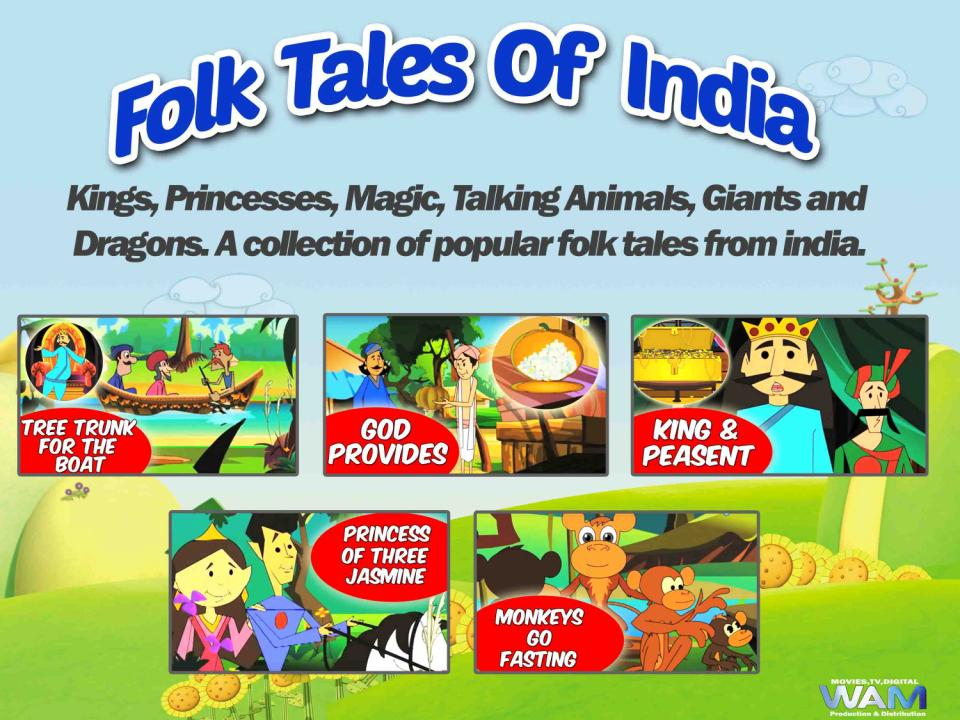 Folk Tales Of India
Kings, Princesses, Magic, Talking Animals, Giants and
Dragons. A collection of popular folk tales from india.
TREE TRUNK
FOR THE
BOAT
GOD
PROVIDES
KING &
PEASENT
PRINCESS
OF THREE
JASMINE
MONKEYS
GO
FASTING
MOVIES,TV,DIGITAL
WAM
Production & Distribution